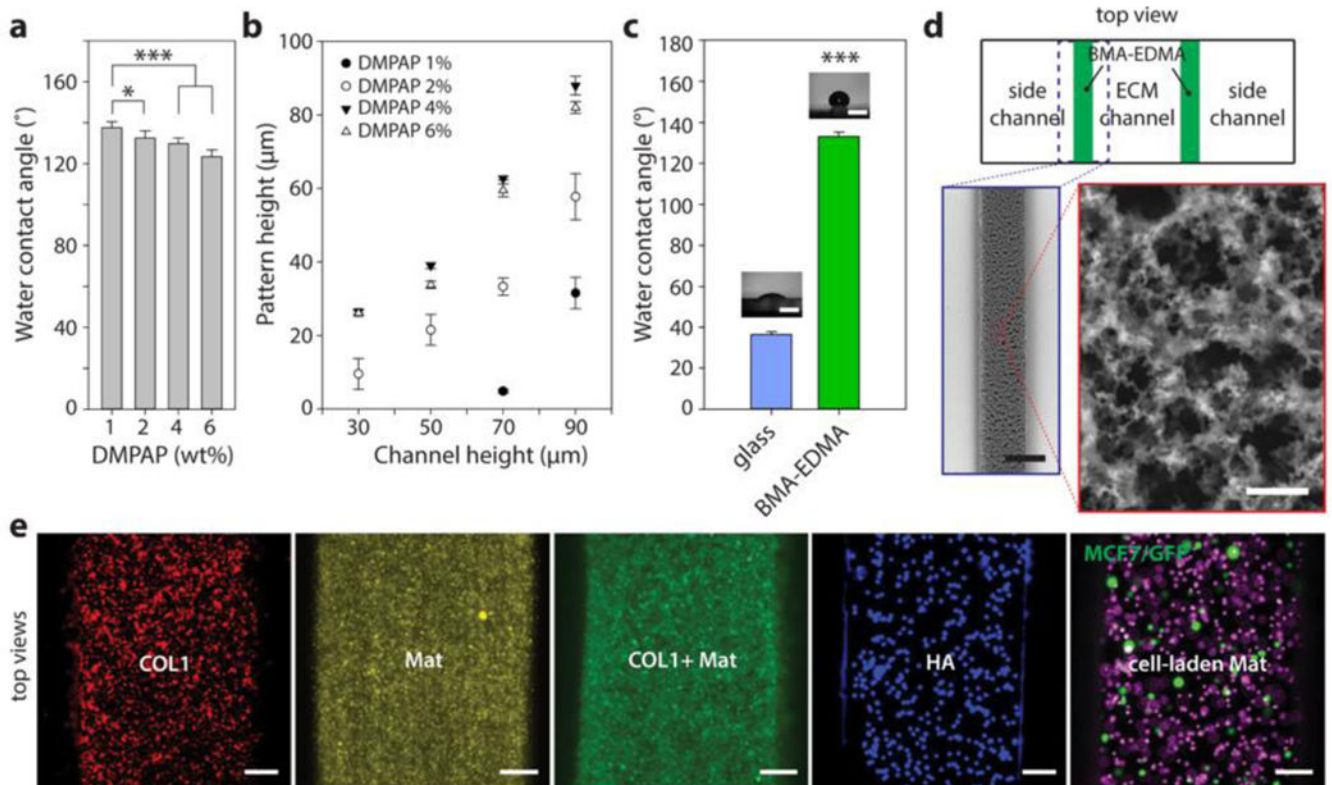 a
Water contact angle (°)
160
120
80
40
0
***
*
1 2 4 6
DMPAP (wt%)
b
Pattern height (µm)
100
80
60
40
20
0
DMPAP 1%
DMPAP 2%
DMPAP 4%
DMPAP 6%
30 50 70 90
Channel height (µm)
c
Water contact angle (°)
180
160
140
120
100
80
60
40
20
0
***
glass
BMA-EDMA
d
top view
BMA-EDMA
side channel
ECM channel
side channel
e
top views
COL1
Mat
COL1+ Mat
HA
MCF7/GFP
cell-laden Mat